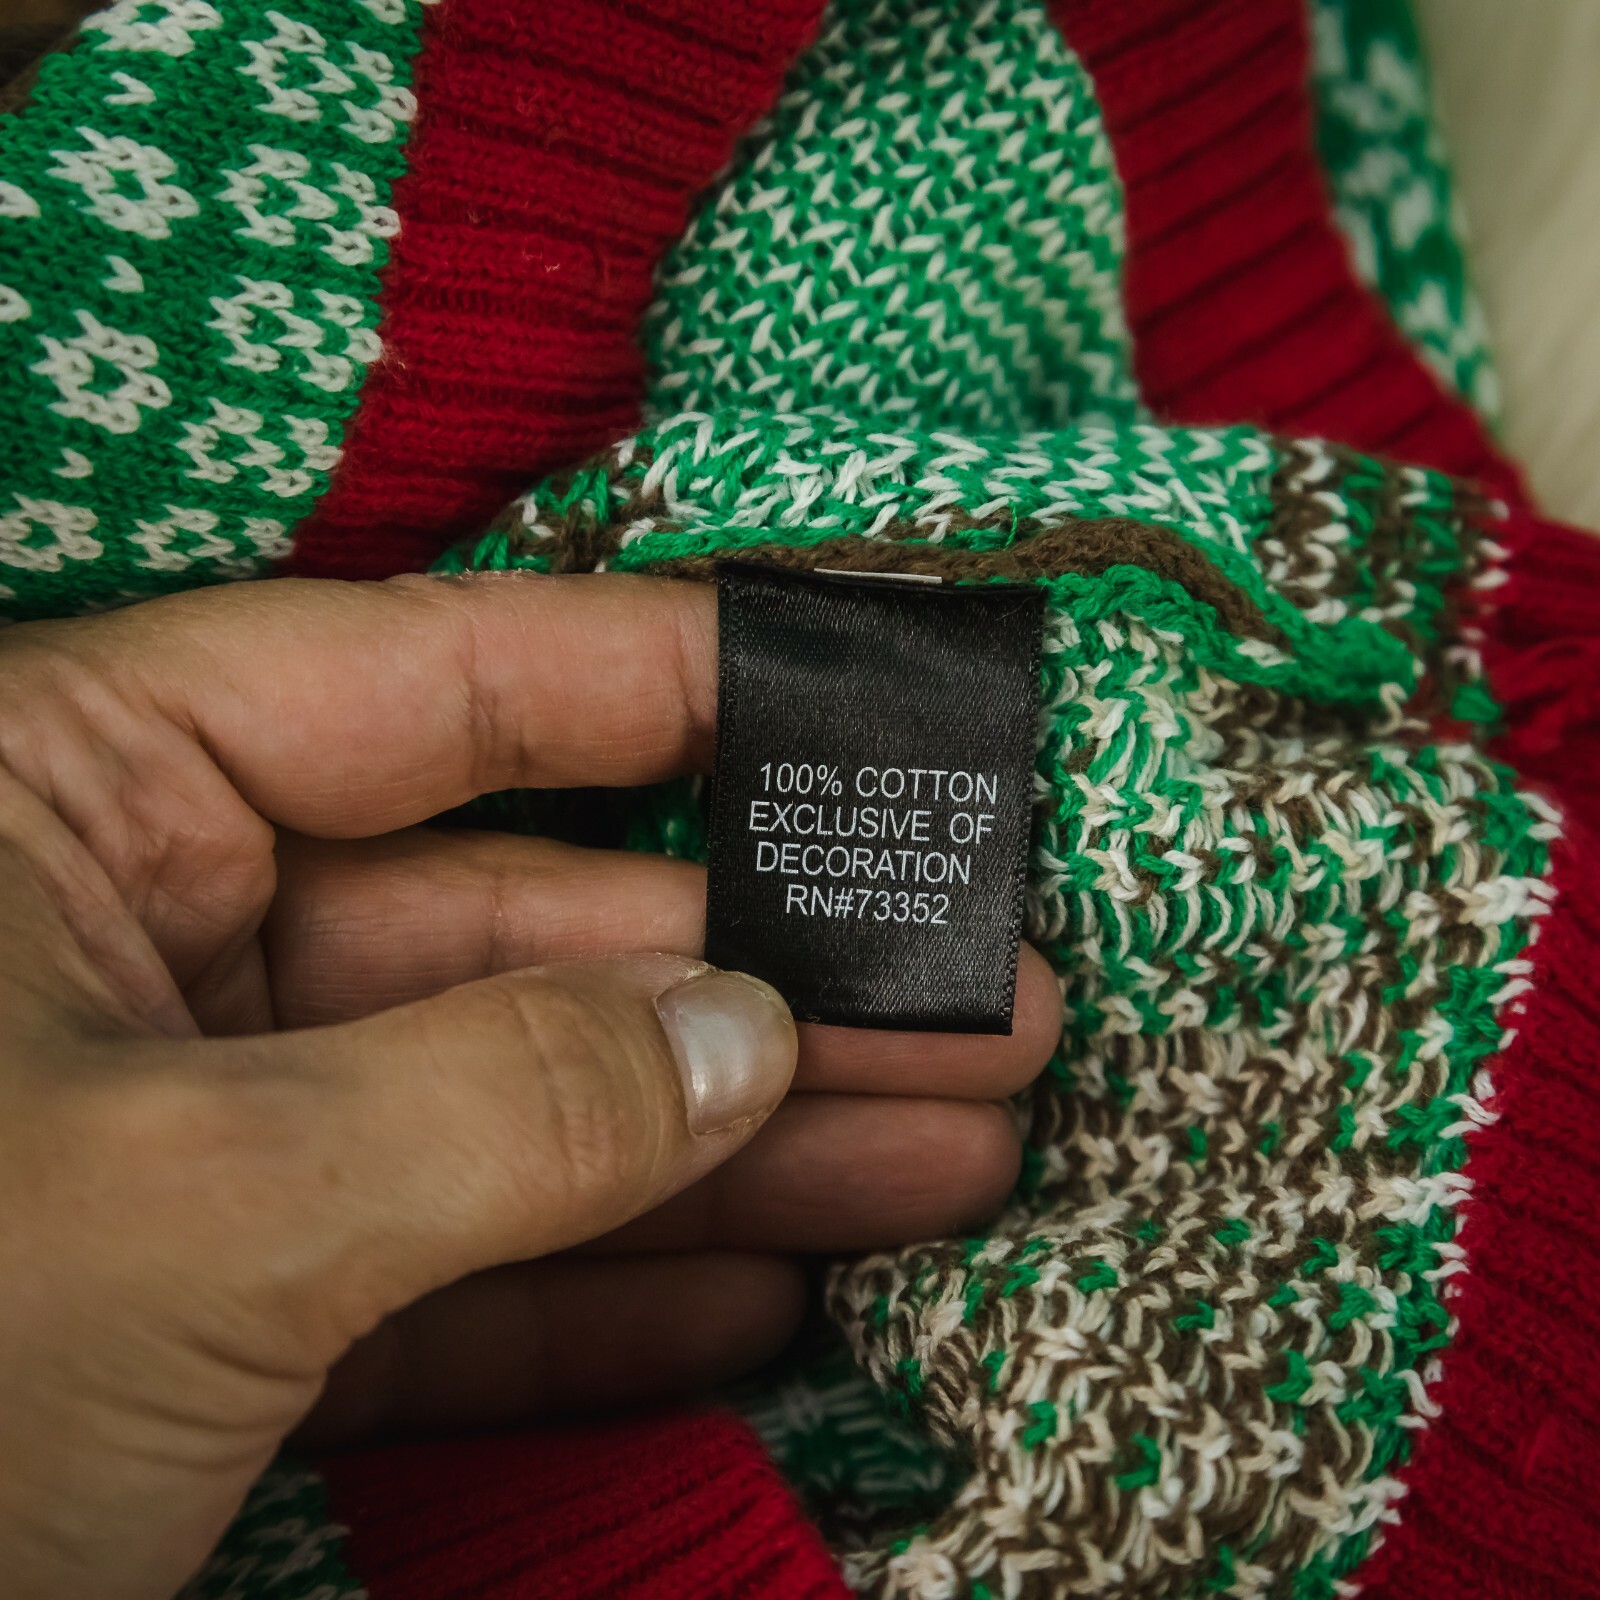 100% COTTON
EXCLUSIVE OF
DECORATION
RN#73352